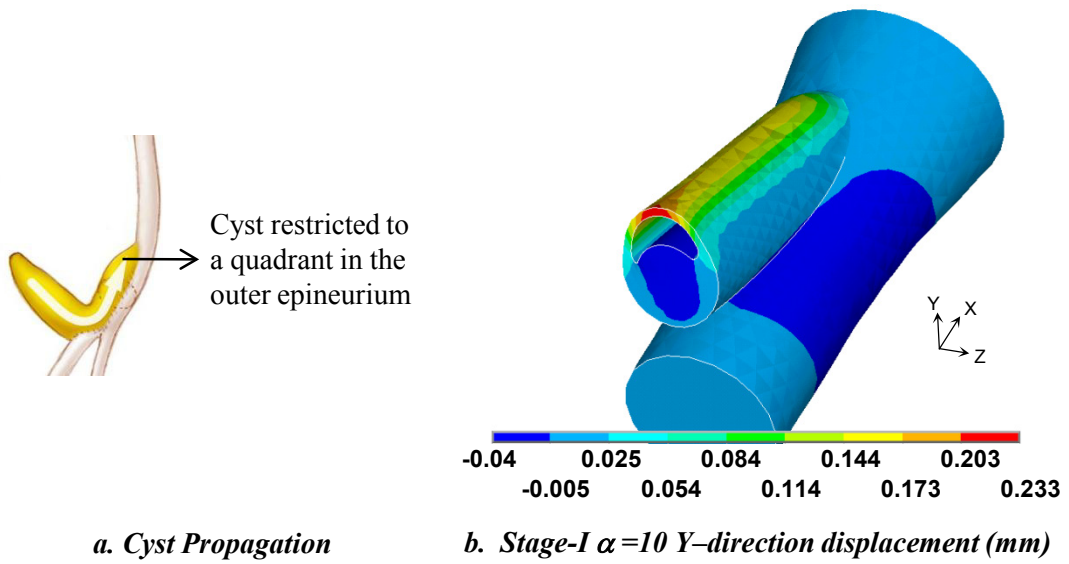 Cyst restricted to
a quadrant in the
outer epineurium
Y
X
Z
-0.04 0.025 0.084 0.144 0.203
-0.005 0.054 0.114 0.173 0.233
a. Cyst Propagation
b. Stage-I α =10 Y–direction displacement (mm)